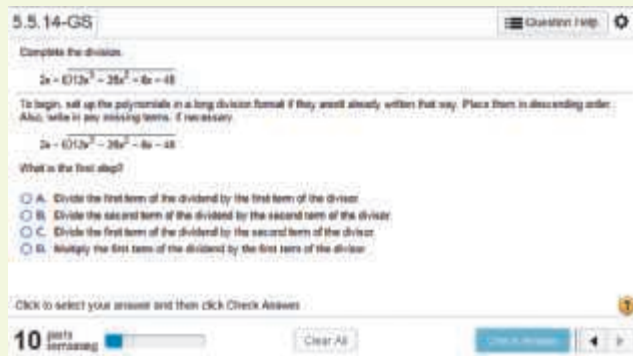 5.5.14-GS
Question Help
Complete the division.
2x - 6)12x³ - 28x² - 8x - 48
To begin, set up the polynomials in a long division format if they aren't already written that way. Place them in descending order.
Also, write in any missing terms, if necessary.
2x - 6)12x³ - 28x² - 8x - 48
What is the first step?
A. Divide the first term of the dividend by the first term of the divisor.
B. Divide the second term of the dividend by the second term of the divisor.
C. Divide the first term of the dividend by the second term of the divisor.
D. Multiply the first term of the dividend by the first term of the divisor.
Click to select your answer and then click Check Answer.
?
10 parts remaining
Clear All
Check Answer